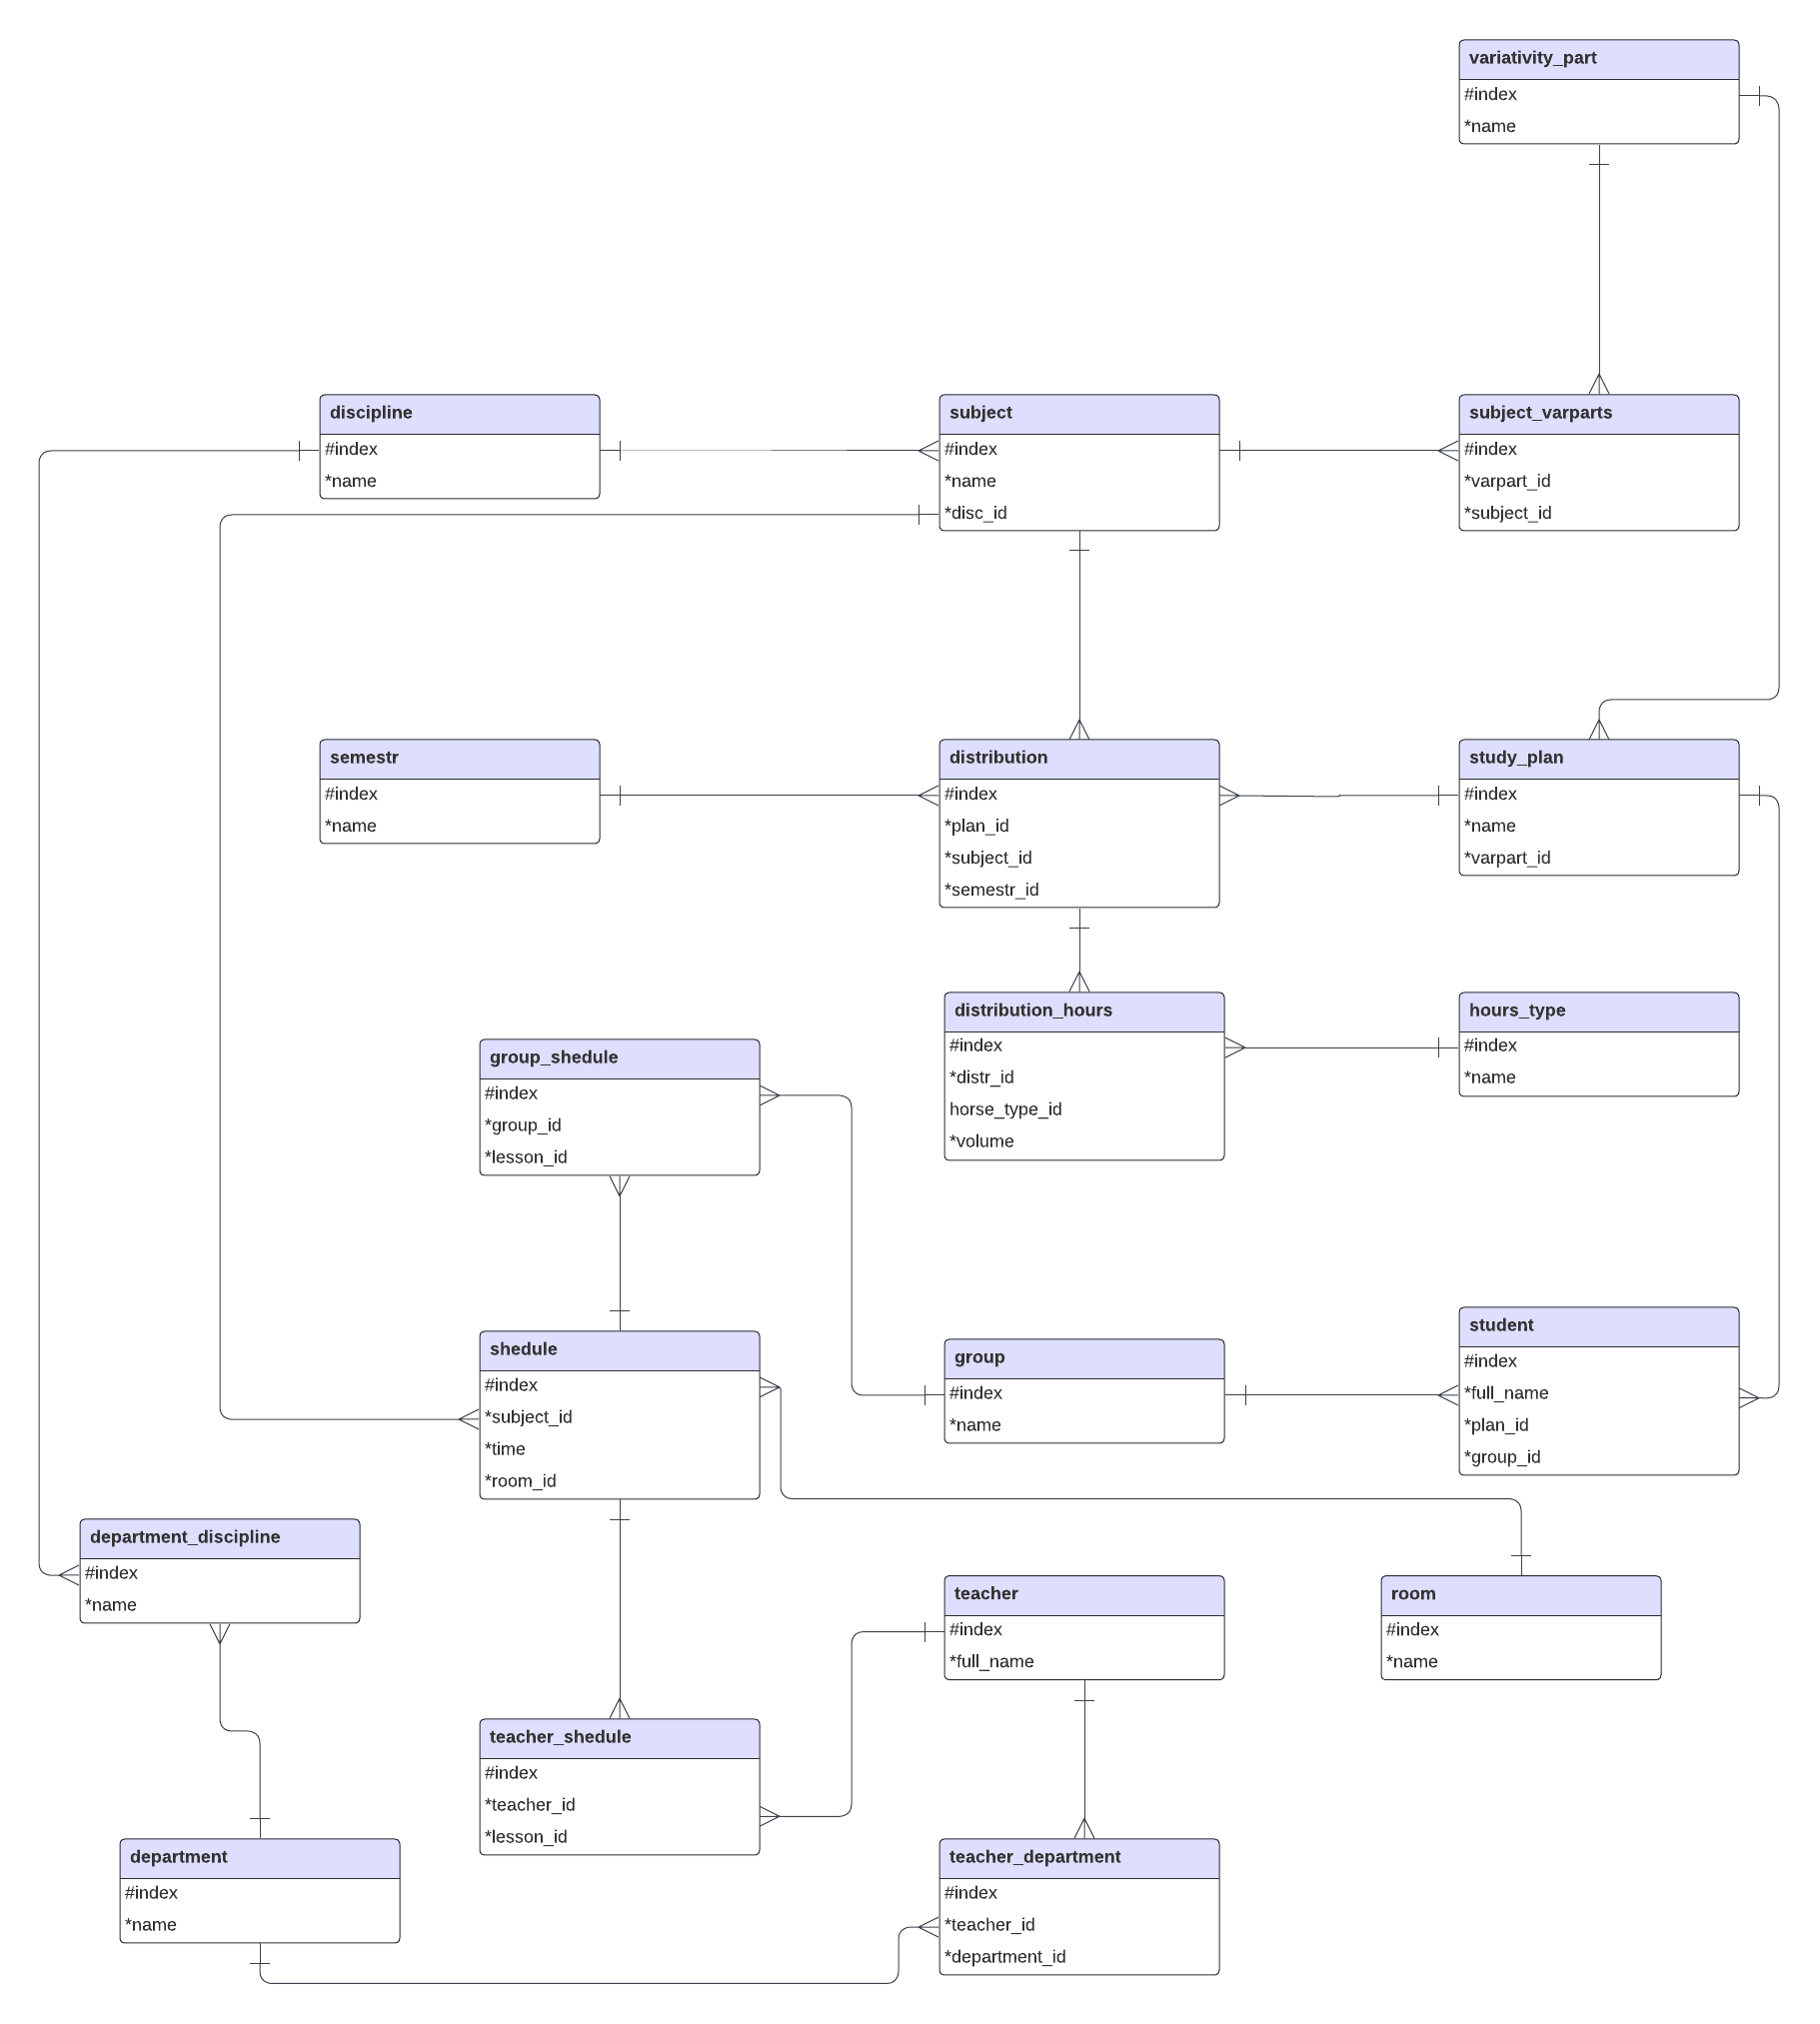 variativity_part
#index
*name
discipline
#index
*name
subject
#index
*name
*disc_id
subject_varparts
#index
*varpart_id
*subject_id
semestr
#index
*name
distribution
#index
*plan_id
*subject_id
*semestr_id
study_plan
#index
*name
*varpart_id
distribution_hours
#index
*distr_id
horse_type_id
*volume
hours_type
#index
*name
group_shedule
#index
*group_id
*lesson_id
shedule
#index
*subject_id
*time
*room_id
group
#index
*name
student
#index
*full_name
*plan_id
*group_id
department_discipline
#index
*name
teacher
#index
*full_name
room
#index
*name
teacher_shedule
#index
*teacher_id
*lesson_id
department
#index
*name
teacher_department
#index
*teacher_id
*department_id